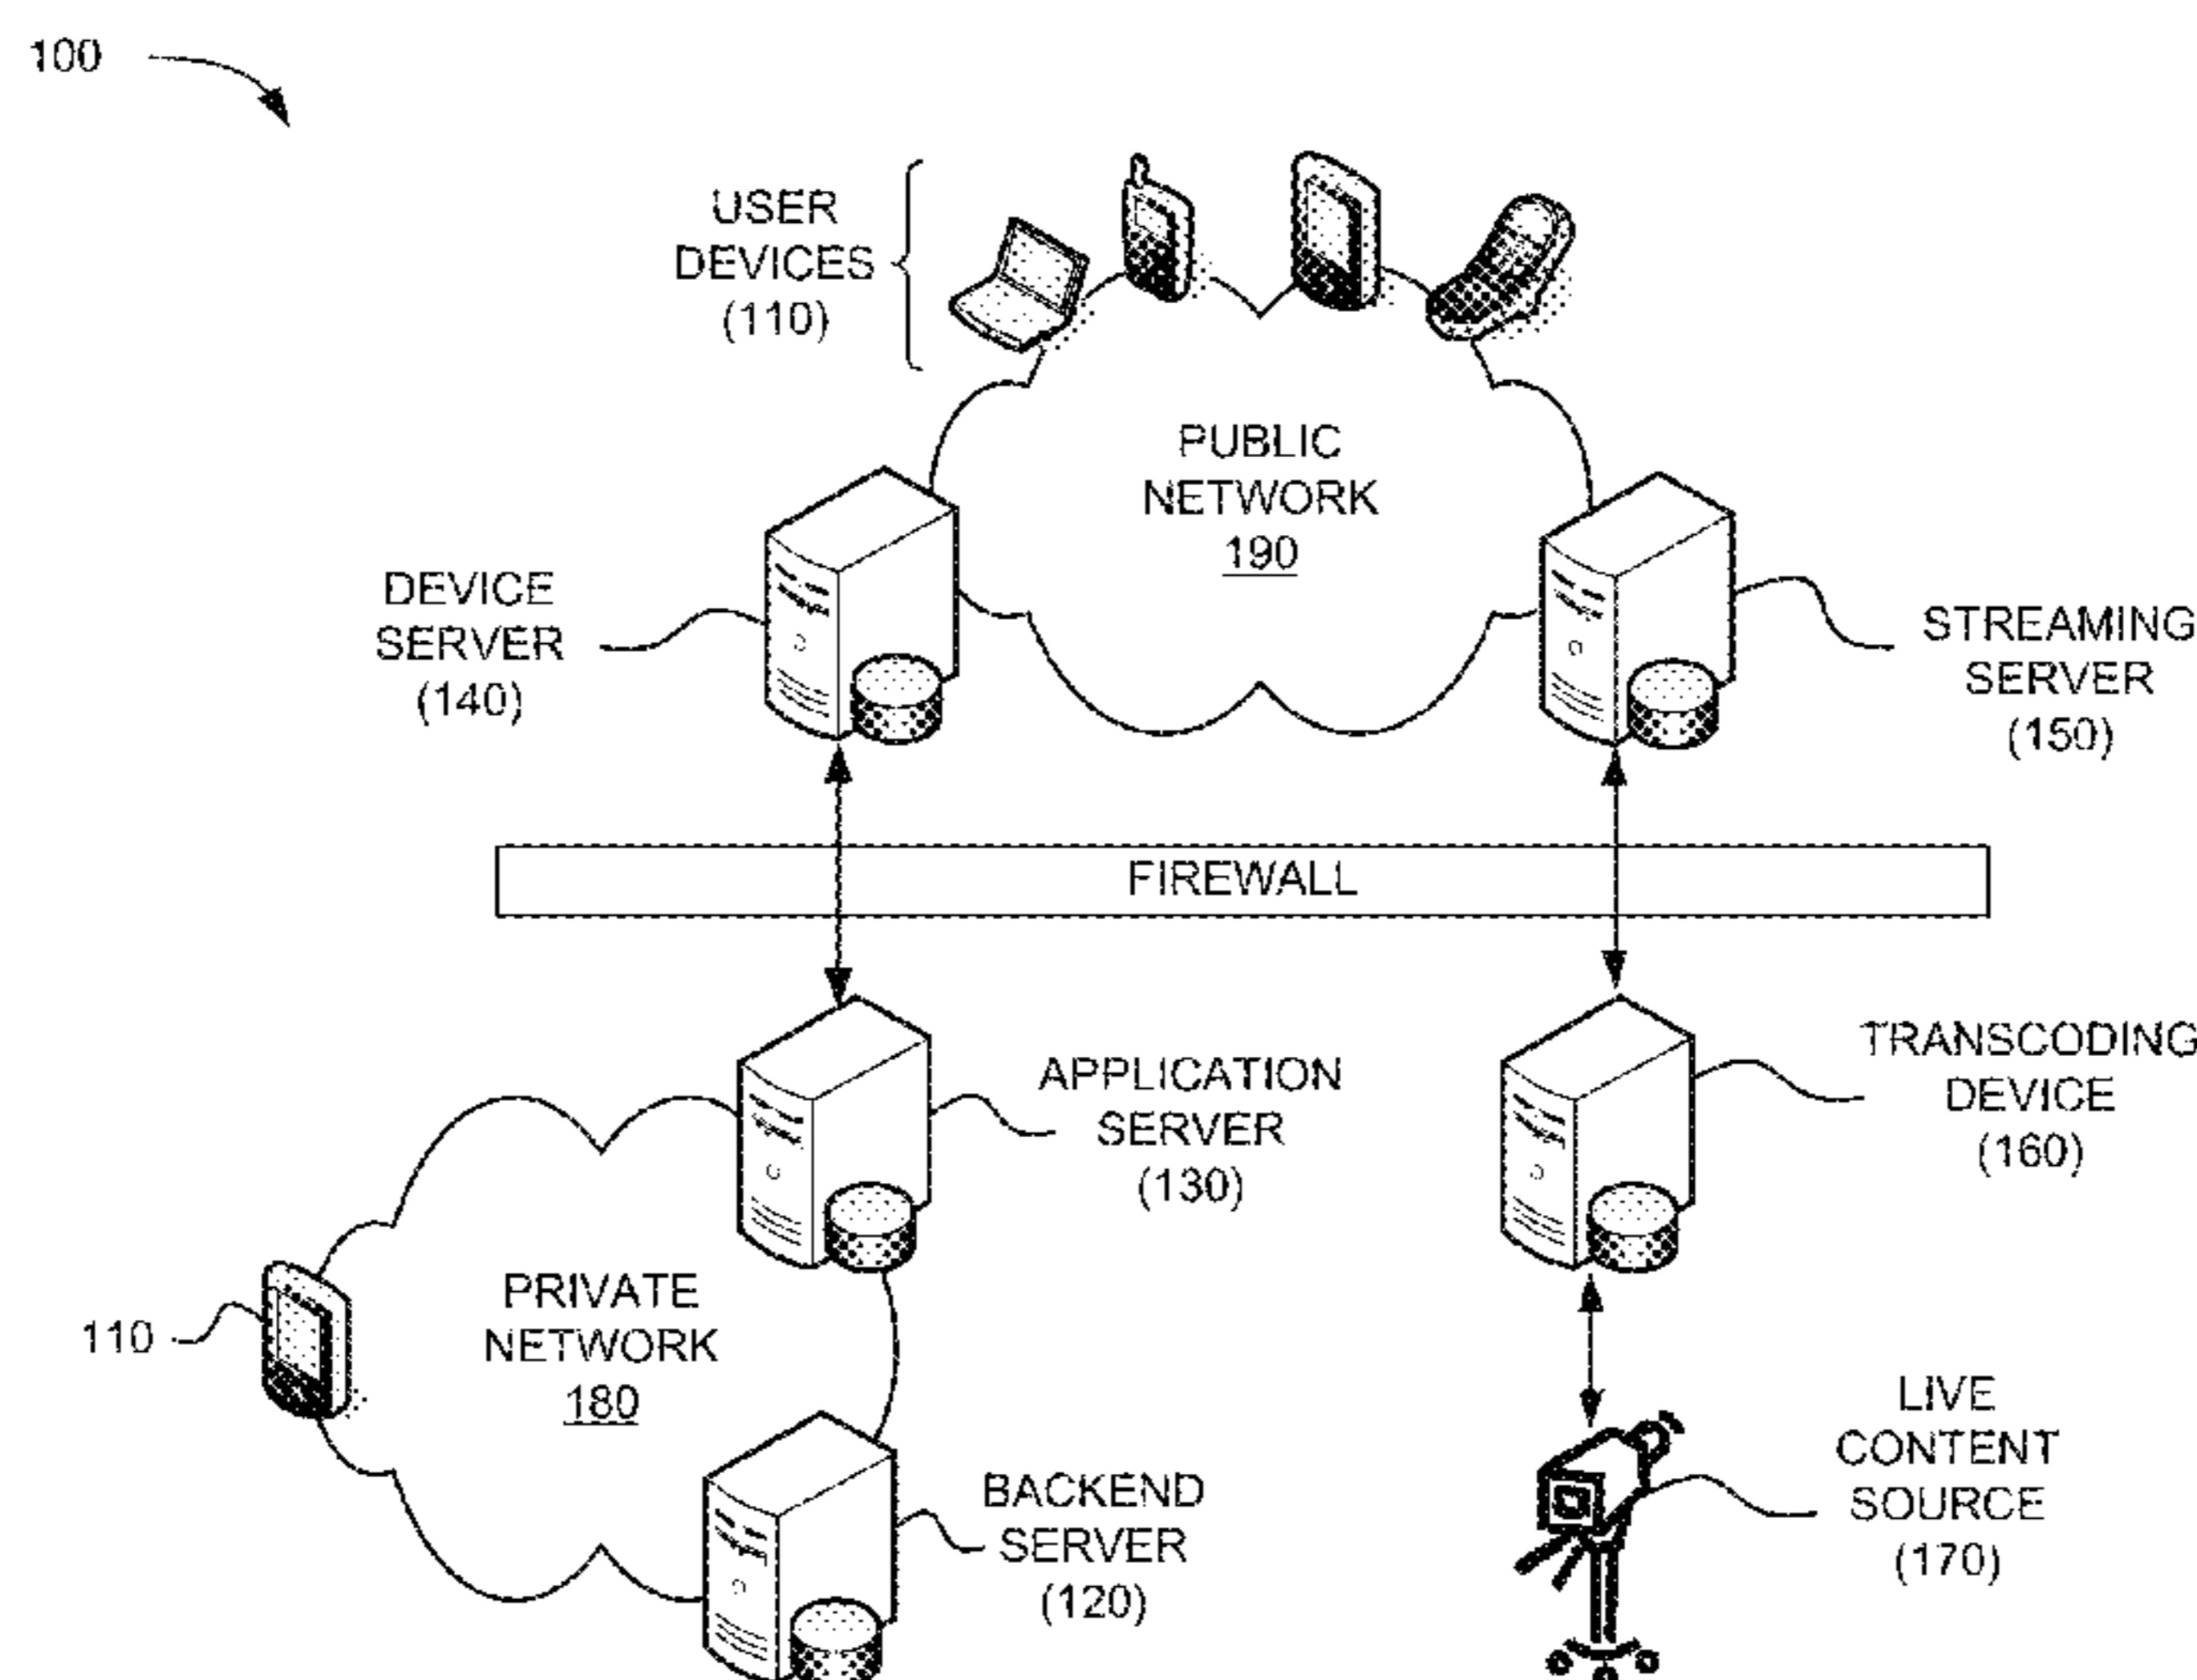 100
USER
DEVICES
(110)
PUBLIC
NETWORK
190
DEVICE
SERVER
(140)
STREAMING
SERVER
(150)
FIREWALL
APPLICATION
SERVER
(130)
TRANSCODING
DEVICE
(160)
110
PRIVATE
NETWORK
180
BACKEND
SERVER
(120)
LIVE
CONTENT
SOURCE
(170)